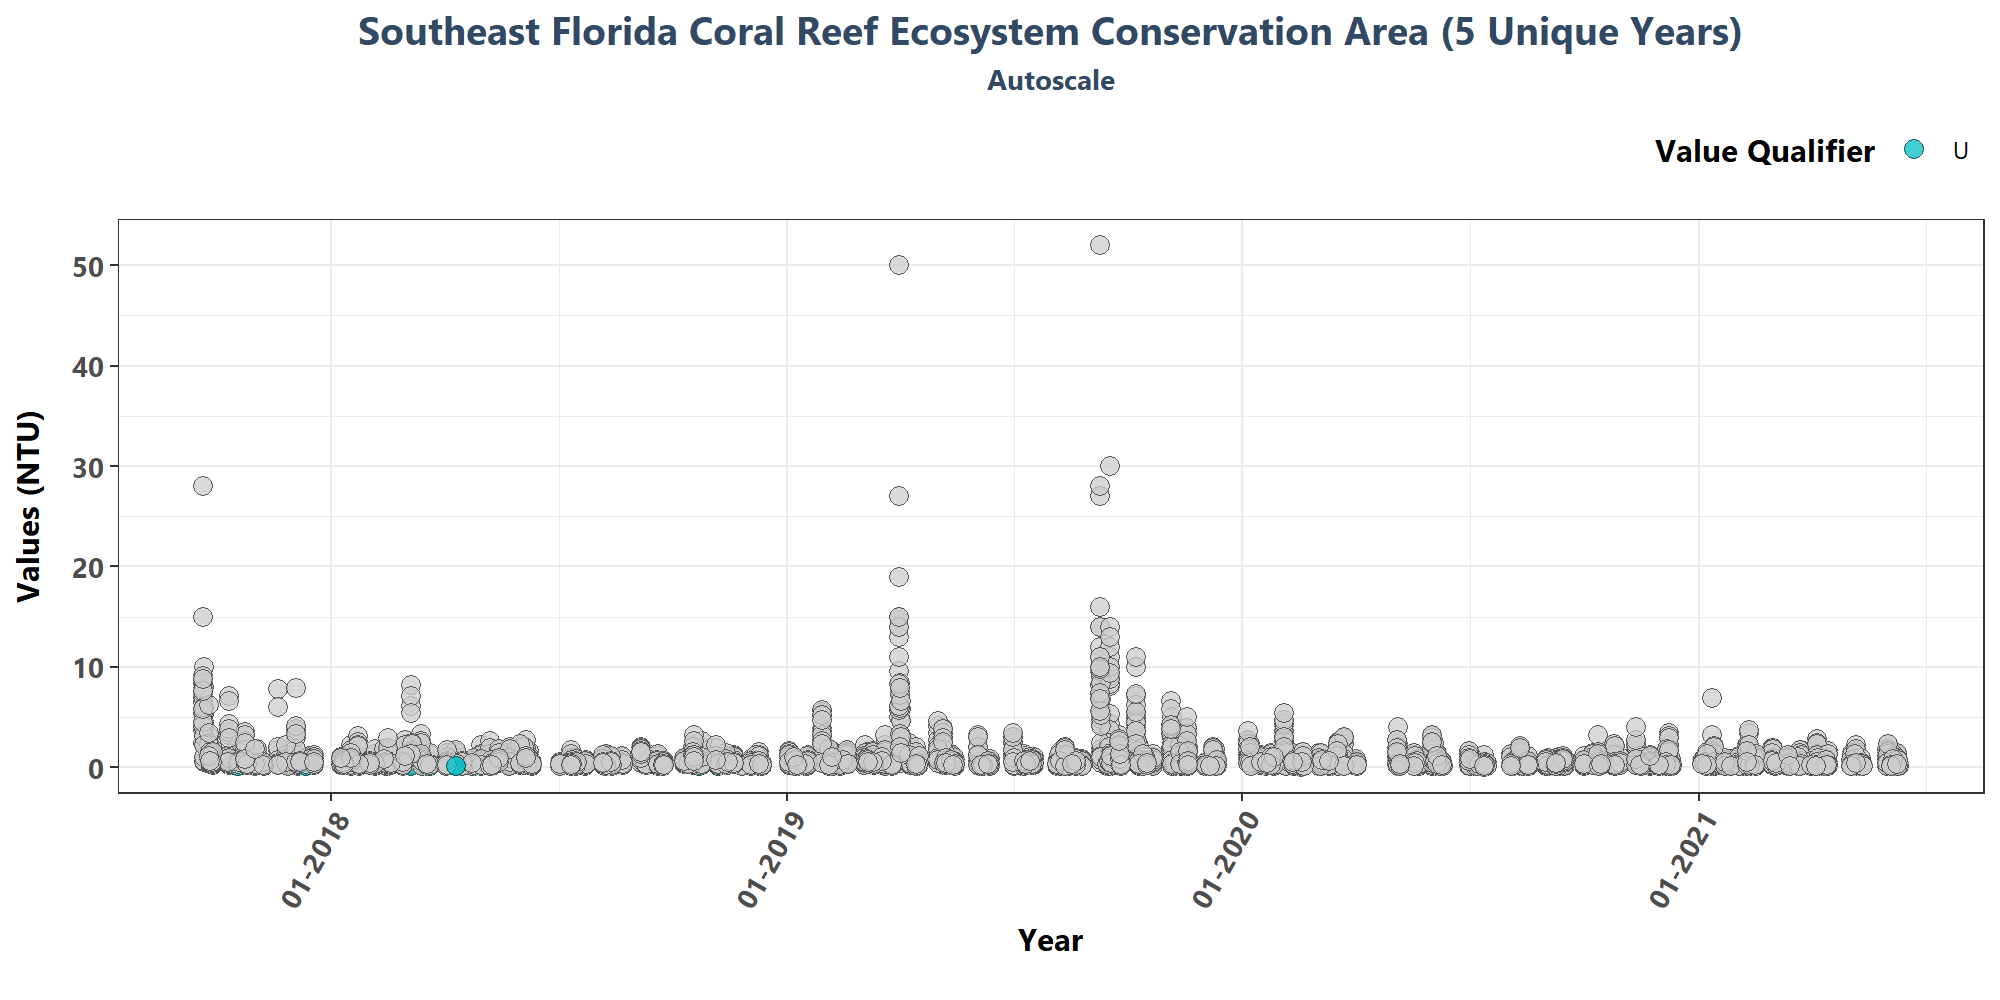 Southeast Florida Coral Reef Ecosystem Conservation Area (5 Unique Years)
Autoscale
Value Qualifier U
Values (NTU)
50
40
30
20
10
0
01-2018 01-2019 01-2020 01-2021
Year